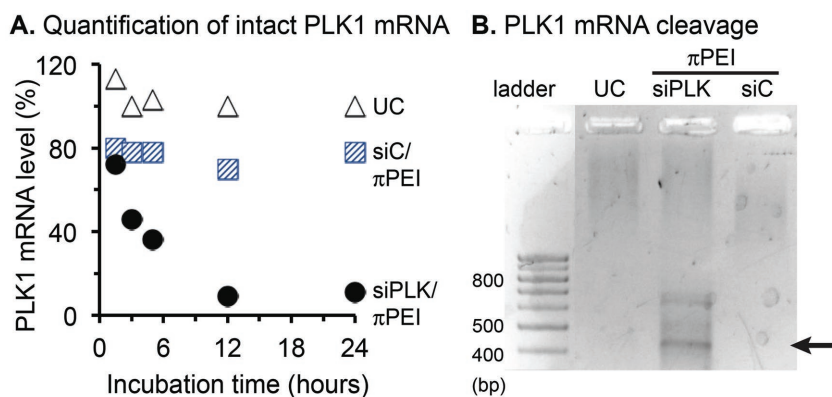 A. Quantification of intact PLK1 mRNA
PLK1 mRNA level (%)
120
80
40
0
0 6 12 18 24
Incubation time (hours)
UC
siC/
πPEI
siPLK/
πPEI
B. PLK1 mRNA cleavage
πPEI
ladder UC siPLK siC
800
500
400
(bp)